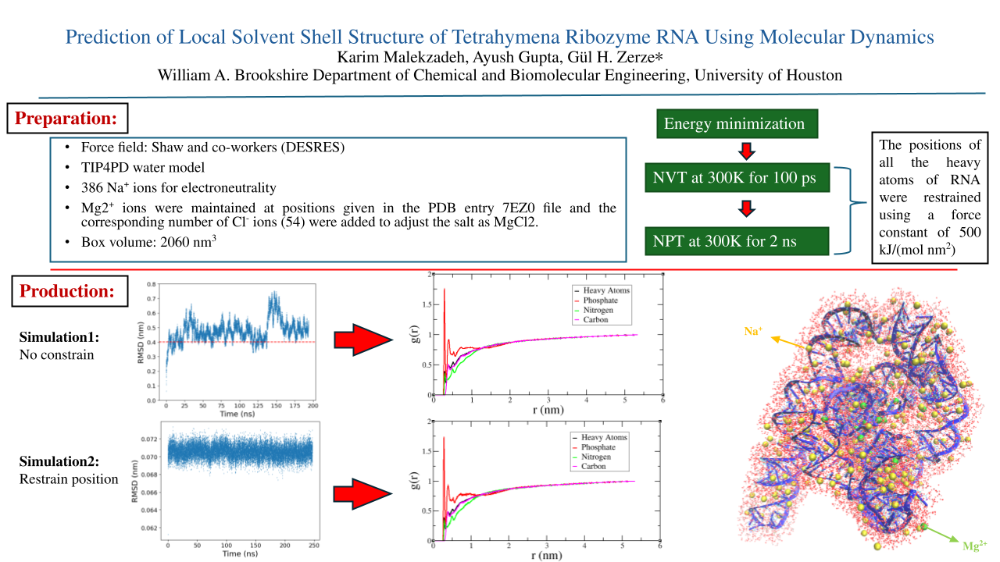 Prediction of Local Solvent Shell Structure of Tetrahymena Ribozyme RNA Using Molecular Dynamics
Karim Malekzadeh, Ayush Gupta, Gül H. Zerze*
William A. Brookshire Department of Chemical and Biomolecular Engineering, University of Houston
Preparation:
• Force field: Shaw and co-workers (DESRES)
• TIP4PD water model
• 386 Na⁺ ions for electroneutrality
• Mg2⁺ ions were maintained at positions given in the PDB entry 7EZ0 file and the
corresponding number of Cl⁻ ions (54) were added to adjust the salt as MgCl2.
• Box volume: 2060 nm³
Energy minimization
NVT at 300K for 100 ps
NPT at 300K for 2 ns
The positions of
all the heavy
atoms of RNA
were restrained
using a force
constant of 500
kJ/(mol nm²)
Production:
Simulation1:
No constrain
RMSD (nm)
0.8
0.7
0.6
0.5
0.4
0.3
0.2
0.1
0.0
0 25 50 75 100 125 150 175 200
Time (ns)
g(r)
2
1.5
1
0.5
0
0 1 2 3 4 5 6
r (nm)
Heavy Atoms
Phosphate
Nitrogen
Carbon
Simulation2:
Restrain position
RMSD (nm)
0.072
0.070
0.068
0.066
0.064
0.062
0 50 100 150 200 250
Time (ns)
g(r)
2
1.5
1
0.5
0
0 1 2 3 4 5 6
r (nm)
Heavy Atoms
Phosphate
Nitrogen
Carbon
Na⁺
Mg²⁺